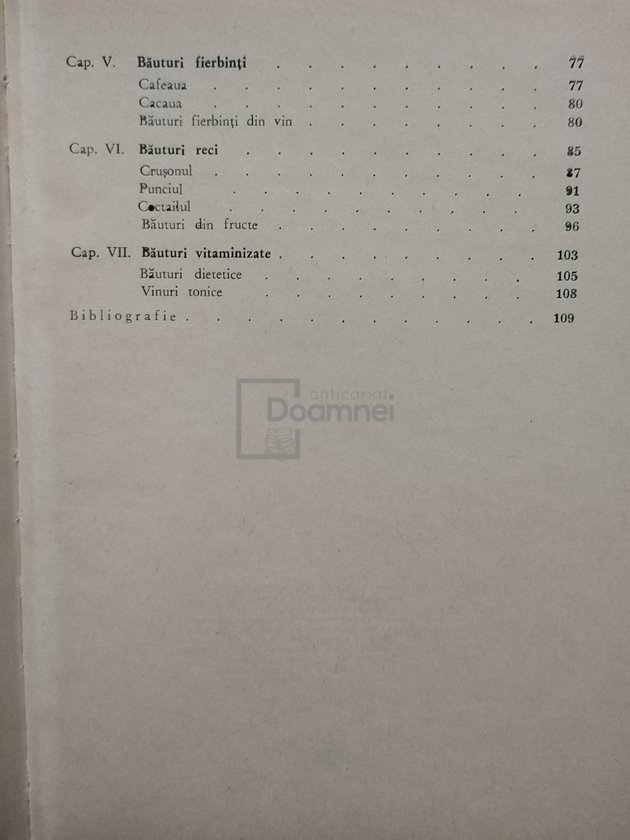 Cap. V. Băuturi fierbinți . . . . . . . . . 77
Cafeaua . . . . . . . . . . . 77
Cacaua . . . . . . . . . . . 80
Băuturi fierbinți din vin . . . . . . . . 80
Cap. VI. Băuturi reci . . . . . . . . . . 85
Crușonul . . . . . . . . . . . 87
Punciul . . . . . . . . . . 91
Coctailul . . . . . . . . . . 93
Băuturi din fructe . . . . . . . . . 96
Cap. VII. Băuturi vitaminizate . . . . . . . . . 103
Băuturi dietetice . . . . . . . . . 105
Vinuri tonice . . . . . . . . . 108
Bibliografie . . . . . . . . . . . . 109
anticariat
Doamnei